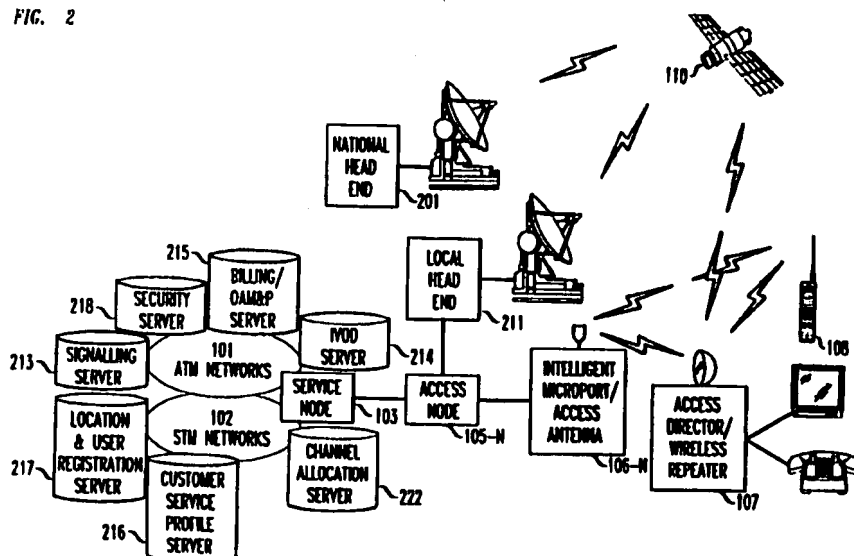 FIG. 2
110
NATIONAL
HEAD
END
201
LOCAL
HEAD
END
211
215
BILLING/
OAM&P
SERVER
218
SECURITY
SERVER
213
SIGNALLING
SERVER
101
ATM NETWORKS
IVOD
SERVER
214
SERVICE
NODE
103
ACCESS
NODE
105-N
INTELLIGENT
MICROPORT/
ACCESS
ANTENNA
106-N
ACCESS
DIRECTOR/
WIRELESS
REPEATER
107
108
102
STM NETWORKS
LOCATION
& USER
REGISTRATION
SERVER
217
CUSTOMER
SERVICE
PROFILE
SERVER
216
CHANNEL
ALLOCATION
SERVER
222